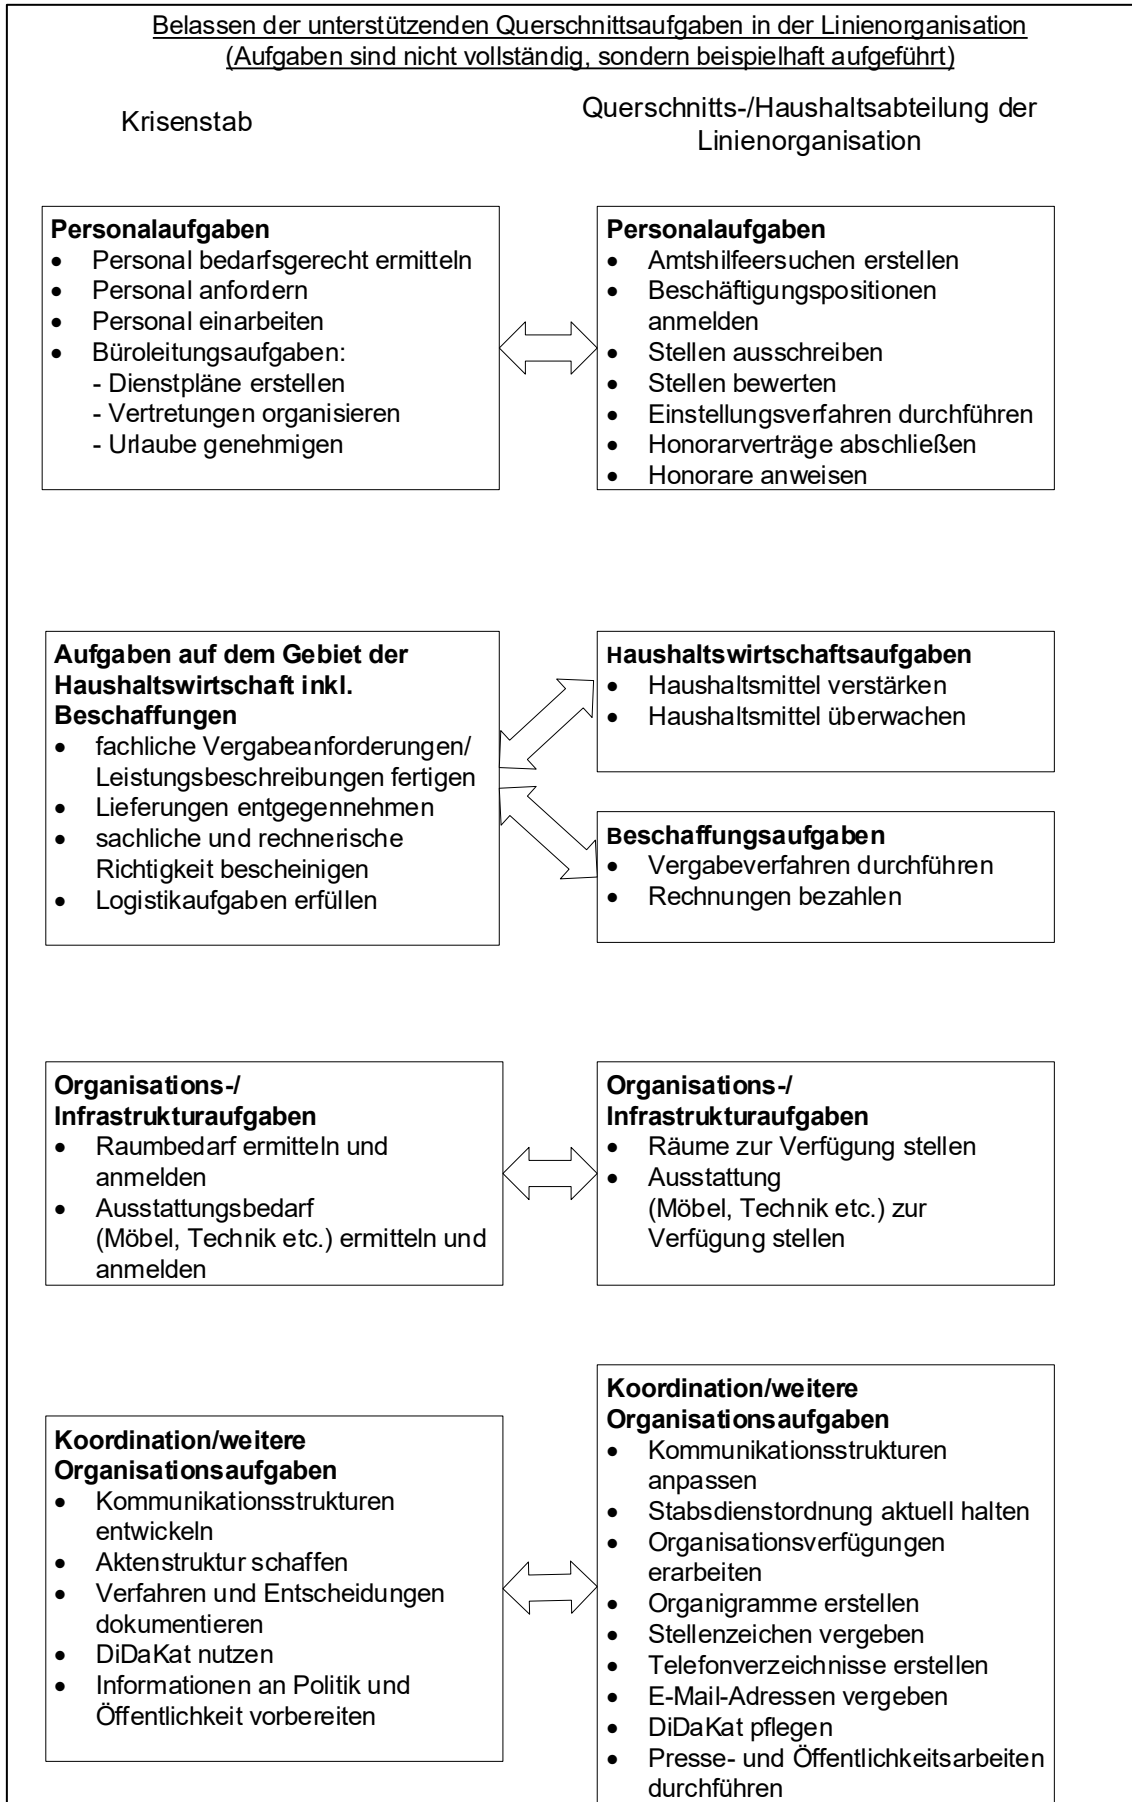 Belassen der unterstützenden Querschnittsaufgaben in der Linienorganisation
(Aufgaben sind nicht vollständig, sondern beispielhaft aufgeführt)
Krisenstab
Querschnitts-/Haushaltsabteilung der
Linienorganisation
Personalaufgaben
• Personal bedarfsgerecht ermitteln
• Personal anfordern
• Personal einarbeiten
• Büroleitungsaufgaben:
- Dienstpläne erstellen
- Vertretungen organisieren
- Urlaube genehmigen
Personalaufgaben
• Amtshilfeersuchen erstellen
• Beschäftigungspositionen
anmelden
• Stellen ausschreiben
• Stellen bewerten
• Einstellungsverfahren durchführen
• Honorarverträge abschließen
• Honorare anweisen
Aufgaben auf dem Gebiet der
Haushaltswirtschaft inkl.
Beschaffungen
• fachliche Vergabeanforderungen/
Leistungsbeschreibungen fertigen
• Lieferungen entgegennehmen
• sachliche und rechnerische
Richtigkeit bescheinigen
• Logistikaufgaben erfüllen
Haushaltswirtschaftsaufgaben
• Haushaltsmittel verstärken
• Haushaltsmittel überwachen
Beschaffungsaufgaben
• Vergabeverfahren durchführen
• Rechnungen bezahlen
Organisations-/
Infrastrukturaufgaben
• Raumbedarf ermitteln und
anmelden
• Ausstattungsbedarf
(Möbel, Technik etc.) ermitteln und
anmelden
Organisations-/
Infrastrukturaufgaben
• Räume zur Verfügung stellen
• Ausstattung
(Möbel, Technik etc.) zur
Verfügung stellen
Koordination/weitere
Organisationsaufgaben
• Kommunikationsstrukturen
entwickeln
• Aktenstruktur schaffen
• Verfahren und Entscheidungen
dokumentieren
• DiDaKat nutzen
• Informationen an Politik und
Öffentlichkeit vorbereiten
Koordination/weitere
Organisationsaufgaben
• Kommunikationsstrukturen
anpassen
• Stabsdienstordnung aktuell halten
• Organisationsverfügungen
erarbeiten
• Organigramme erstellen
• Stellenzeichen vergeben
• Telefonverzeichnisse erstellen
• E-Mail-Adressen vergeben
• DiDaKat pflegen
• Presse- und Öffentlichkeitsarbeiten
durchführen